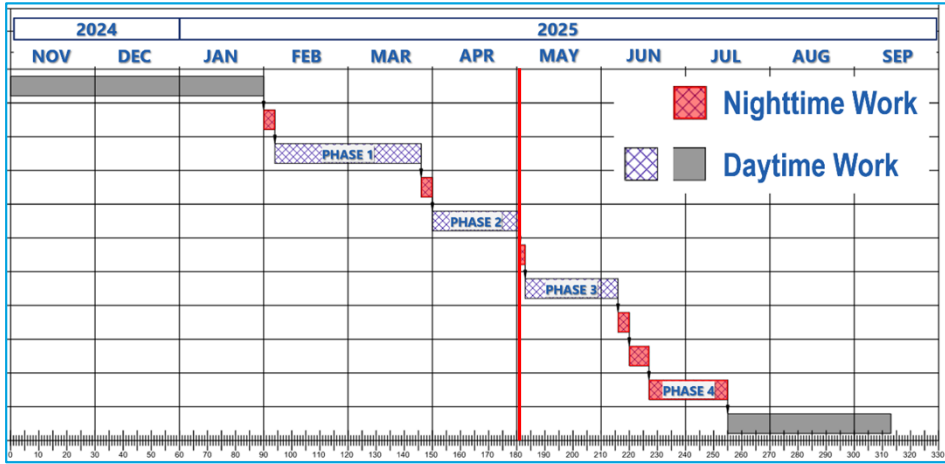 2024 2025
NOV DEC JAN FEB MAR APR MAY JUN JUL AUG SEP
Nighttime Work
PHASE 1
Daytime Work
PHASE 2
PHASE 3
PHASE 4
0 10 20 30 40 50 60 70 80 90 100 110 120 130 140 150 160 170 180 190 200 210 220 230 240 250 260 270 280 290 300 310 320 330